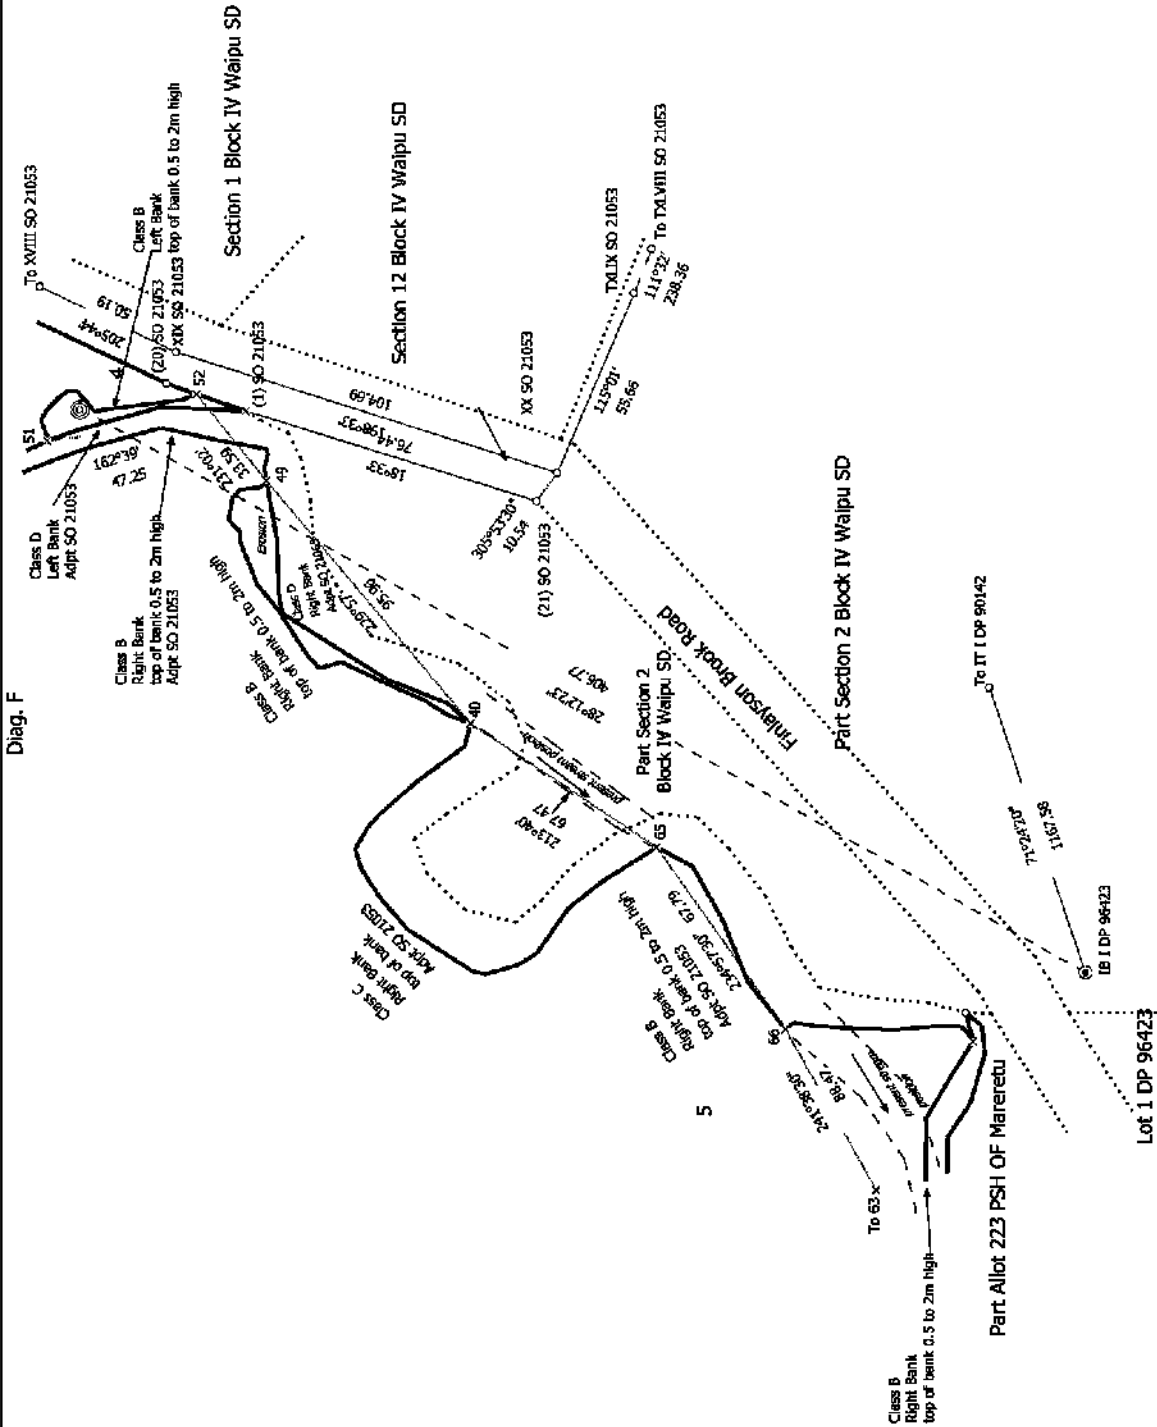 Diag. F
To XVIII SO 21053
50.19
205°44'
4
(20) SO 21053
XIX SO 21053
Class B
Left Bank
top of bank 0.5 to 2m high
Section 1 Block IV Waipu SD
51
52
(1) SO 21053
162°39'
47.25
Class D
Left Bank
Adpt SO 21053
231°02'
33.59
49
Class B
Right Bank
top of bank 0.5 to 2m high
Adpt SO 21053
Section 12 Block IV Waipu SD
104.69
198°33'
76.44
18°33'
XX SO 21053
TXLIX SO 21053
To TXLVIII SO 21053
111°32'
238.36
115°01'
55.66
305°53'30"
10.54
(21) SO 21053
Erosion
Class D
Right Bank
Adpt SO 21053
229°57'
95.90
Class B
Right Bank
top of bank 0.5 to 2m high
40
28°12'23"
406.77
Finlayson Brook Road
Part Section 2
Block IV Waipu SD
Part Section 2 Block IV Waipu SD
present stream position
213°40'
67.47
65
Class C
Right Bank
top of bank
Adpt SO 21053
234°57'30" 67.79
Class B
Right Bank
top of bank 0.5 to 2m high
Adpt SO 21053
66
To IT I DP 90142
71°24'20"
1167.58
IB I DP 96423
5
241°38'30"
88.47
present stream
position
To 63
Class B
Right Bank
top of bank 0.5 to 2m high
Part Allot 223 PSH OF Mareretu
Lot 1 DP 96423